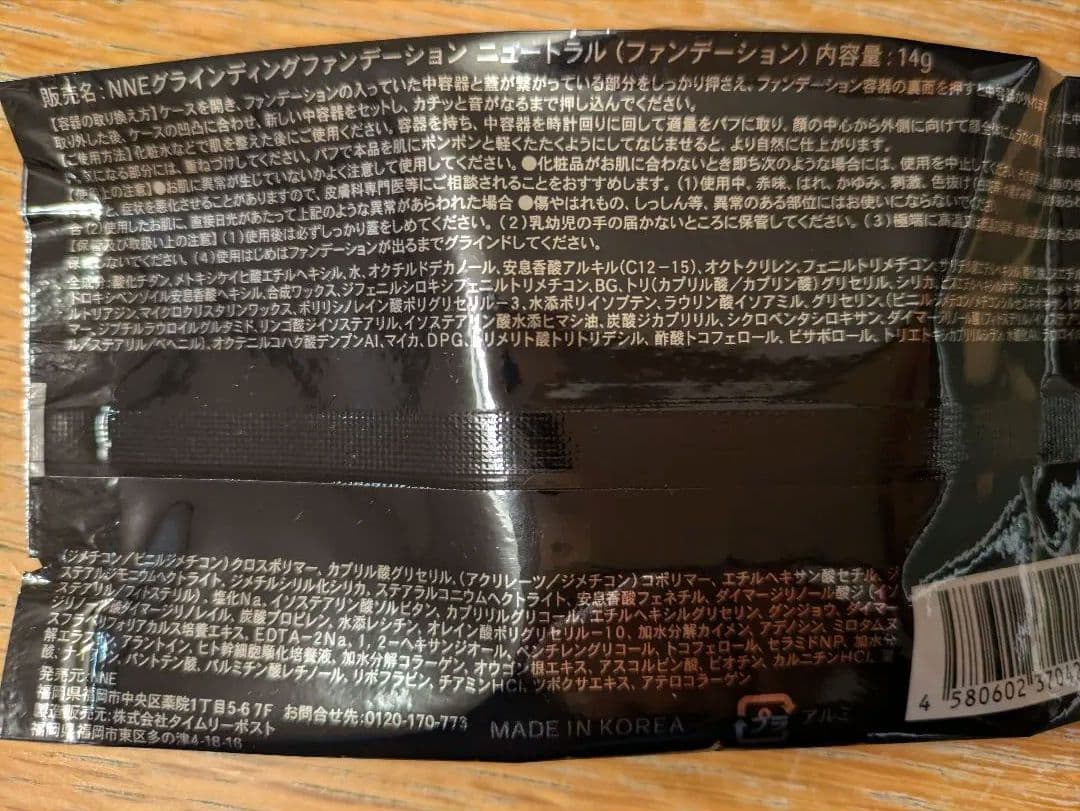 販売名：NNEグラインディングファンデーション ニュートラル（ファンデーション）内容量：14g
【容器の取り換え方】ケースを開き、ファンデーションの入っていた中容器と蓋が繋がっている部分をしっかり押さえ、ファンデーション容器の裏面を押すと中容器が
取り外した後、ケースの凹凸に合わせ、新しい中容器をセットし、カチッと音がなるまで押し込んでください。
【ご使用方法】化粧水などで肌を整えた後にご使用ください。容器を持ち、中容器を時計回りに回して適量をパフに取り、顔の中心から外側に向けて
になる部分には、重ねづけしてください。パフで本品を肌にポンポンと軽くたたくようにしてなじませると、より自然に仕上がります。
上の注意】●お肌に異常が生じていないかよく注意して使用してください。●化粧品がお肌に合わないとき即ち次のような場合には、使用を中止して
と、症状を悪化させることがありますので、皮膚科専門医等にご相談されることをおすすめします。(1)使用中、赤味、はれ、かゆみ、刺激、色抜け
合(2)使用したお肌に、直接日光があたって上記のような異常があらわれた場合 ●傷やはれもの、しっしん等、異常のある部位にはお使いにならないで
及び取扱い上の注意】(1)使用後は必ずしっかり蓋をしめてください。(2)乳幼児の手の届かないところに保管してください。(3)極端に高
しないでください。(4)使用はじめはファンデーションが出るまでグラインドしてください。
全成分：酸化チタン、メトキシケイヒ酸エチルヘキシル、水、オクチルドデカノール、安息香酸アルキル(C12－15)、オクトクリレン、フェニルトリメチコン、
ドロキシベンゾイル安息香酸ヘキシル、合成ワックス、ジフェニルシロキシフェニルトリメチコン、BG、トリ(カプリル酸／カプリン酸)グリセリル、シリカ、
ルトリアジン、マイクロクリスタリンワックス、ポリリシノレイン酸ポリグリセリル－3、水添ポリイソブテン、ラウリン酸イソアミル、グリセリン、(ビニル
マー、ジブチルラウロイルグルタミド、リンゴ酸ジイソステアリル、イソステアリン酸水添ヒマシ油、炭酸ジカプリリル、シクロペンタシロキサン、ダイマー
ル／ステアリル／ベヘニル)、オクテニルコハク酸デンプンAl、マイカ、DPG、トリメリト酸トリトリデシル、酢酸トコフェロール、ビサボロール、トリエトキシカプリリルシラン
(ジメチコン／ビニルジメチコン)クロスポリマー、カプリル酸グリセリル、(アクリレーツ／ジメチコン)コポリマー、エチルヘキサン酸セチル、ジ
ステアルジモニウムヘクトライト、ジメチルシリル化シリカ、ステアラルコニウムヘクトライト、安息香酸フェネチル、ダイマージリノール酸ジ(イソ
ステアリル／フィトステリル)、塩化Na、イソステアリン酸ソルビタン、カプリリルグリコール、エチルヘキシルグリセリン、グンジョウ、ダイマー
ジリノール酸ダイマージリノレイル、炭酸プロピレン、水添レシチン、オレイン酸ポリグリセリル－10、加水分解カイメン、アデノシン、ミロタムヌ
スフラベリフォリアカルス培養エキス、EDTA－2Na、1，2－ヘキサンジオール、ペンチレングリコール、トコフェロール、セラミドNP、加水分
解エラスチン、アラントイン、ヒト幹細胞順化培養液、加水分解コラーゲン、オウゴン根エキス、アスコルビン酸、ビオチン、カルニチンHCl、葉
酸、ナイアシン、パントテン酸、パルミチン酸レチノール、リボフラビン、チアミンHCl、ツボクサエキス、アテロコラーゲン
発売元：NNE
福岡県福岡市中央区薬院1丁目5-6 7F お問合せ先：0120-170-773
製造販売元：株式会社タイムリーポスト
福岡県福岡市東区多の津4-18-18
MADE IN KOREA
プラ アルミ
4 580602 37042